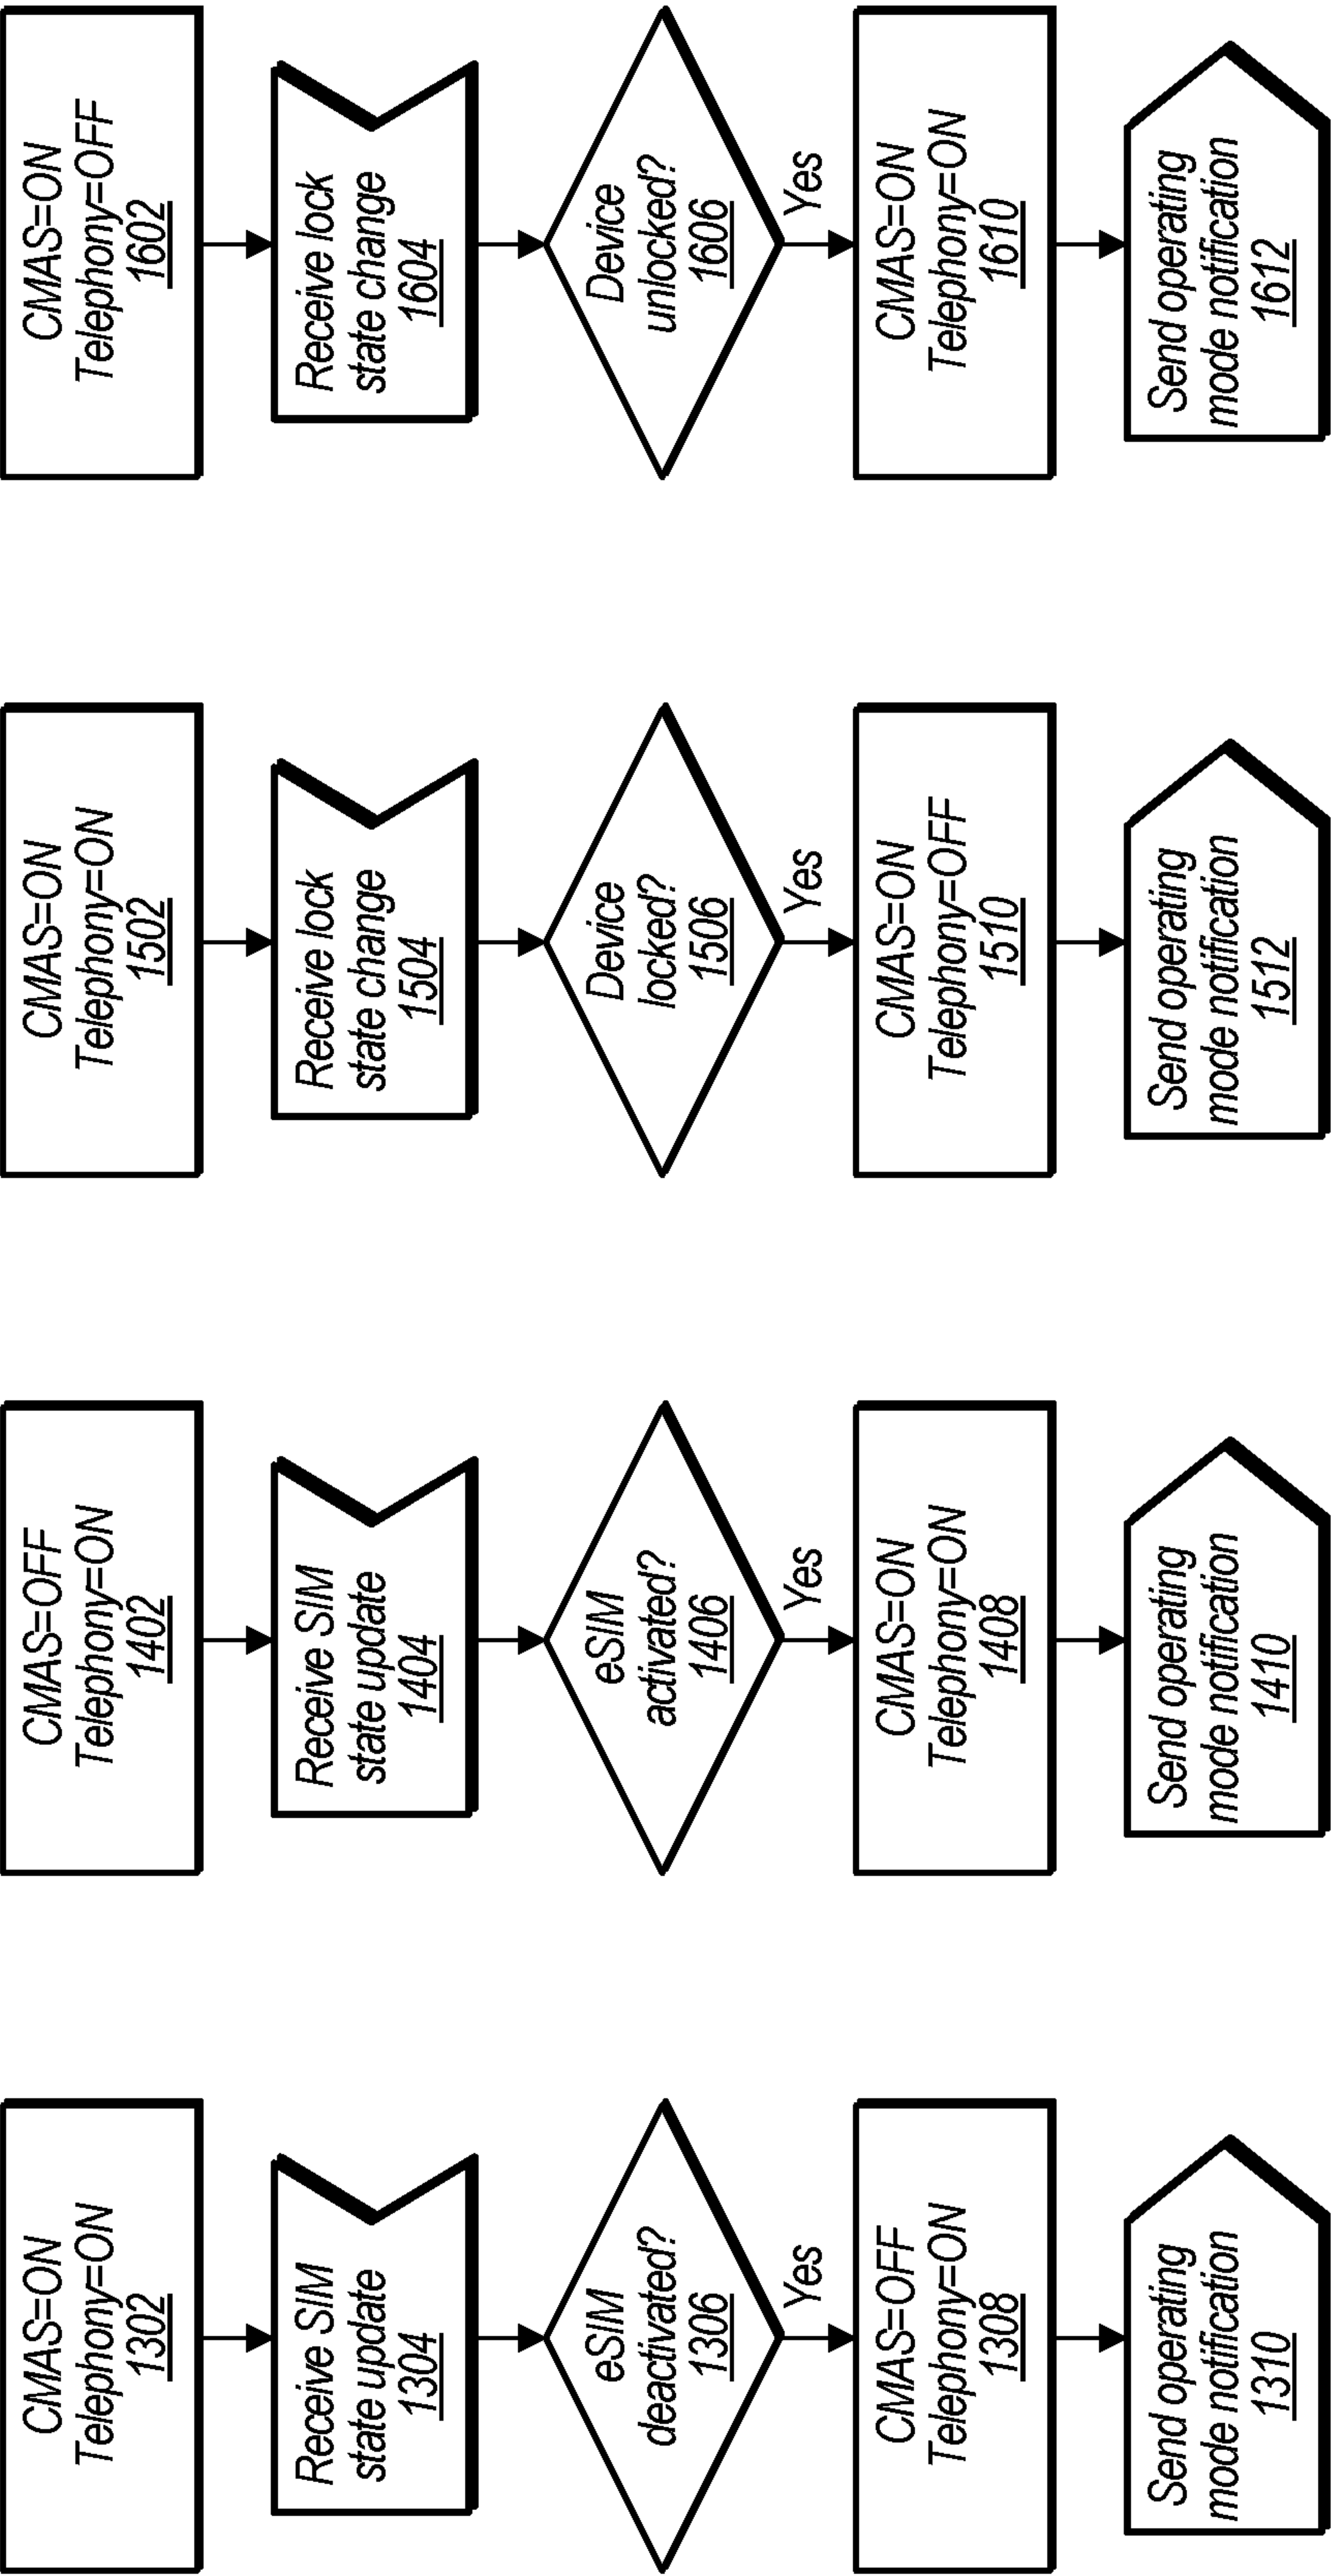 CMAS=ON
Telephony=ON
1302
Receive SIM
state update
1304
eSIM
deactivated?
1306
Yes
CMAS=OFF
Telephony=ON
1308
Send operating
mode notification
1310
CMAS=OFF
Telephony=ON
1402
Receive SIM
state update
1404
eSIM
activated?
1406
Yes
CMAS=ON
Telephony=ON
1408
Send operating
mode notification
1410
CMAS=ON
Telephony=ON
1502
Receive lock
state change
1504
Device
locked?
1506
Yes
CMAS=ON
Telephony=OFF
1510
Send operating
mode notification
1512
CMAS=ON
Telephony=OFF
1602
Receive lock
state change
1604
Device
unlocked?
1606
Yes
CMAS=ON
Telephony=ON
1610
Send operating
mode notification
1612